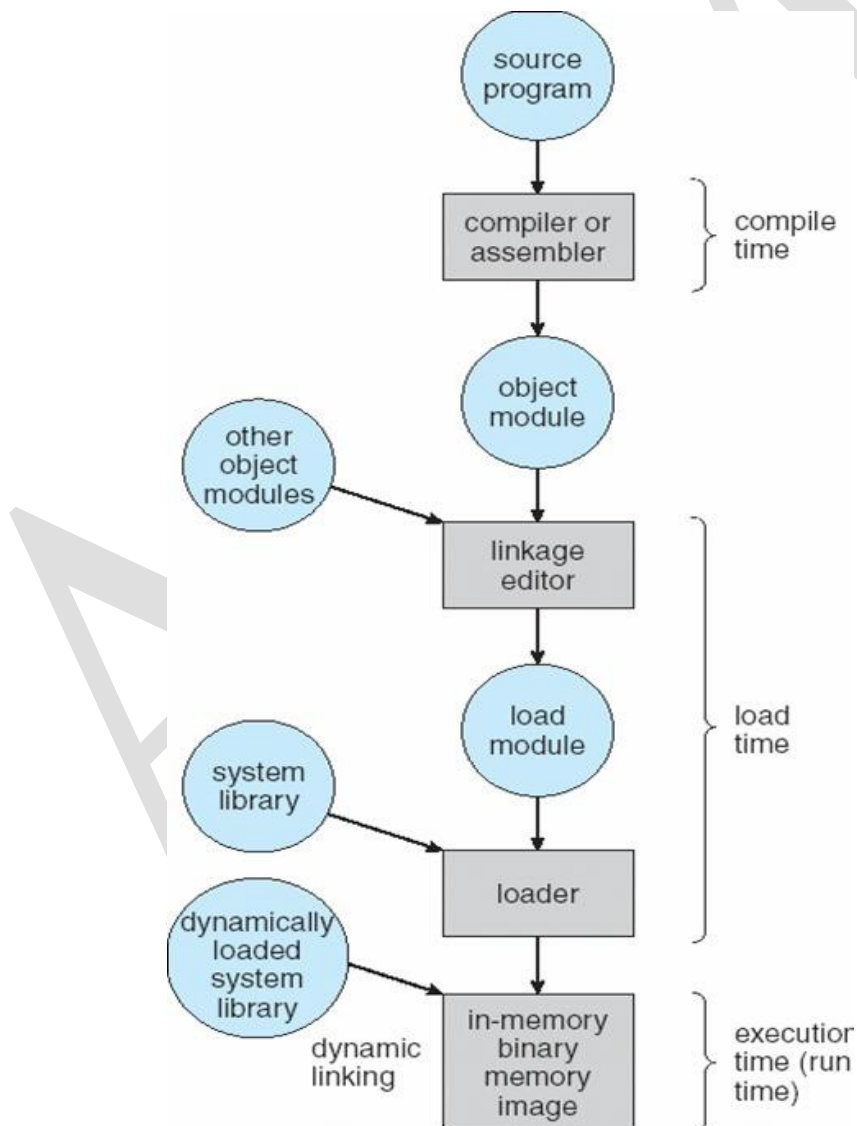 source
program
compiler or
assembler
compile
time
object
module
other
object
modules
linkage
editor
load
module
load
time
system
library
loader
dynamically
loaded
system
library
dynamic
linking
in-memory
binary
memory
image
execution
time (run
time)